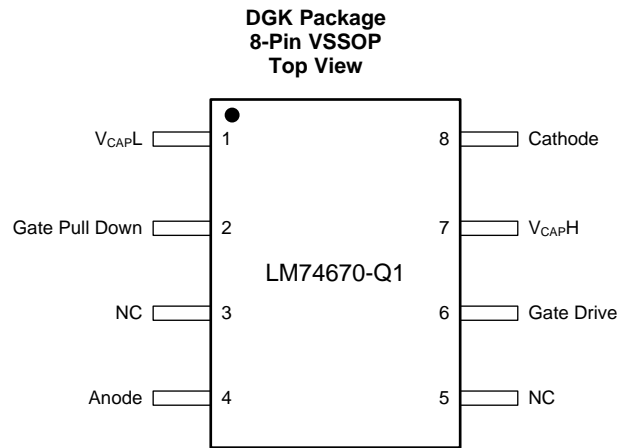 DGK Package
8-Pin VSSOP
Top View
VCAPL 1 8 Cathode
Gate Pull Down 2 7 VCAPH
LM74670-Q1
NC 3 6 Gate Drive
Anode 4 5 NC